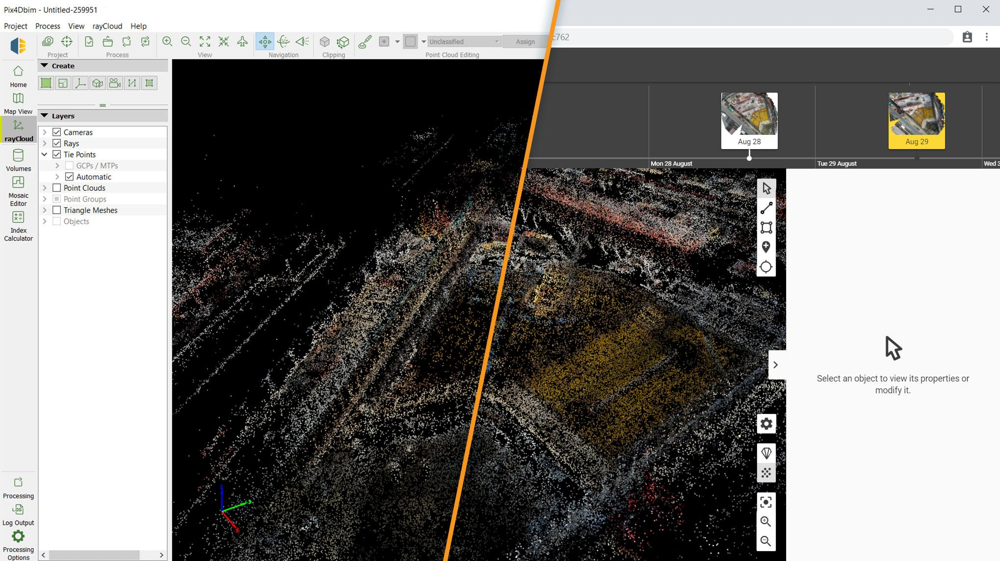 Pix4Dbim - Untitled-259951
Project Process View rayCloud Help
Unclassified Assign
Project Process View Navigation Clipping Point Cloud Editing
Create
Home
Map View
rayCloud
Volumes
Mosaic
Editor
Index
Calculator
Layers
Cameras
Rays
Tie Points
GCPs / MTPs
Automatic
Point Clouds
Point Groups
Triangle Meshes
Objects
Processing
LOG
Log Output
Processing
Options
c762
Aug 28
Aug 29
Mon 28 August
Tue 29 August
Wed 3
Select an object to view its properties or
modify it.